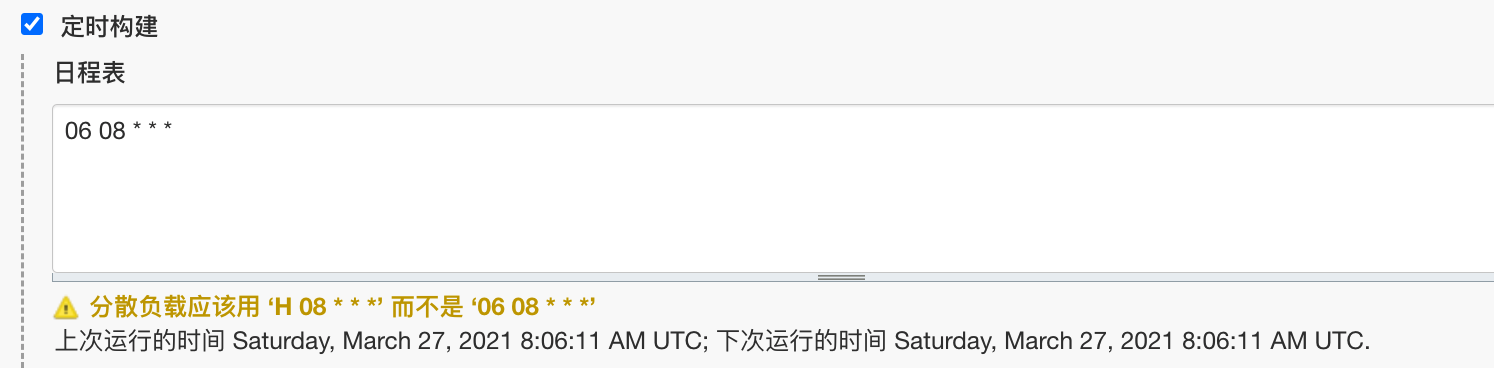 定时构建
日程表
06 08 * * *
分散负载应该用 ‘H 08 * * *’ 而不是 ‘06 08 * * *’
上次运行的时间 Saturday, March 27, 2021 8:06:11 AM UTC; 下次运行的时间 Saturday, March 27, 2021 8:06:11 AM UTC.